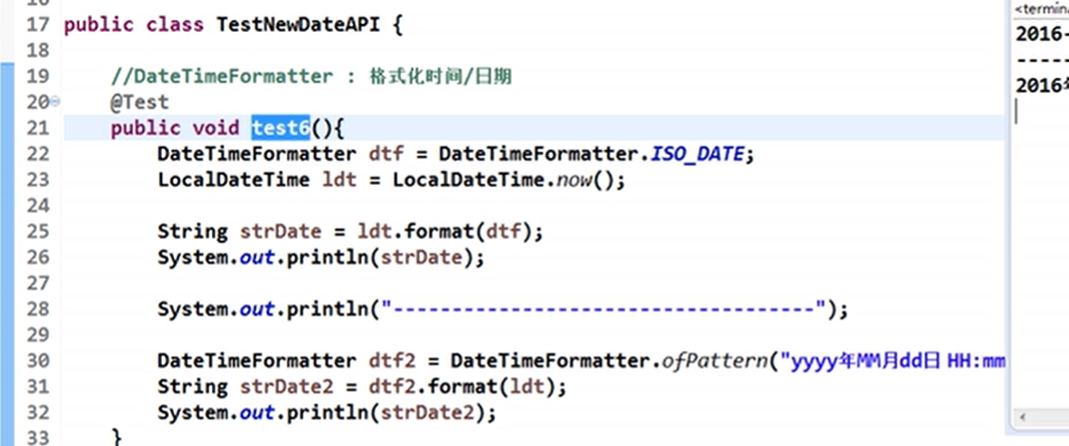 17 public class TestNewDateAPI {
18
19 //DateTimeFormatter : 格式化时间/日期
20 @Test
21 public void test6(){
22 DateTimeFormatter dtf = DateTimeFormatter.ISO_DATE;
23 LocalDateTime ldt = LocalDateTime.now();
24
25 String strDate = ldt.format(dtf);
26 System.out.println(strDate);
27
28 System.out.println("------------------------------------");
29
30 DateTimeFormatter dtf2 = DateTimeFormatter.ofPattern("yyyy年MM月dd日 HH:mm
31 String strDate2 = dtf2.format(ldt);
32 System.out.println(strDate2);
33 }
<termina
2016-
-----
2016年